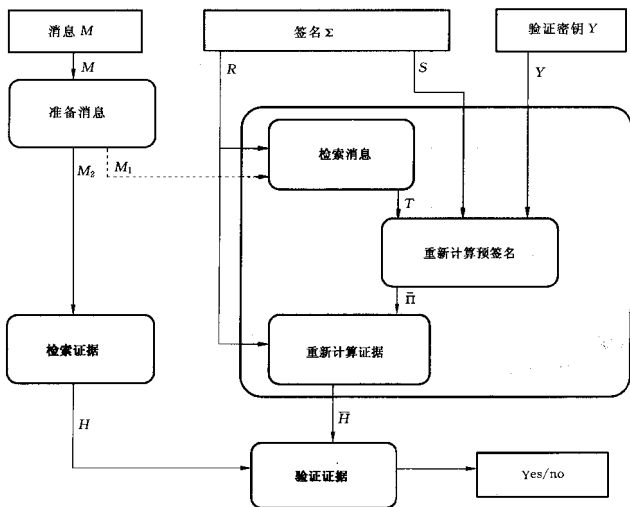 消息 M
签名 Σ
验证密钥 Y
M
R
S
Y
准备消息
检索消息
M₂
M₁
T
重新计算预签名
Π̄
检索证据
重新计算证据
H
H̄
验证证据
Yes/no